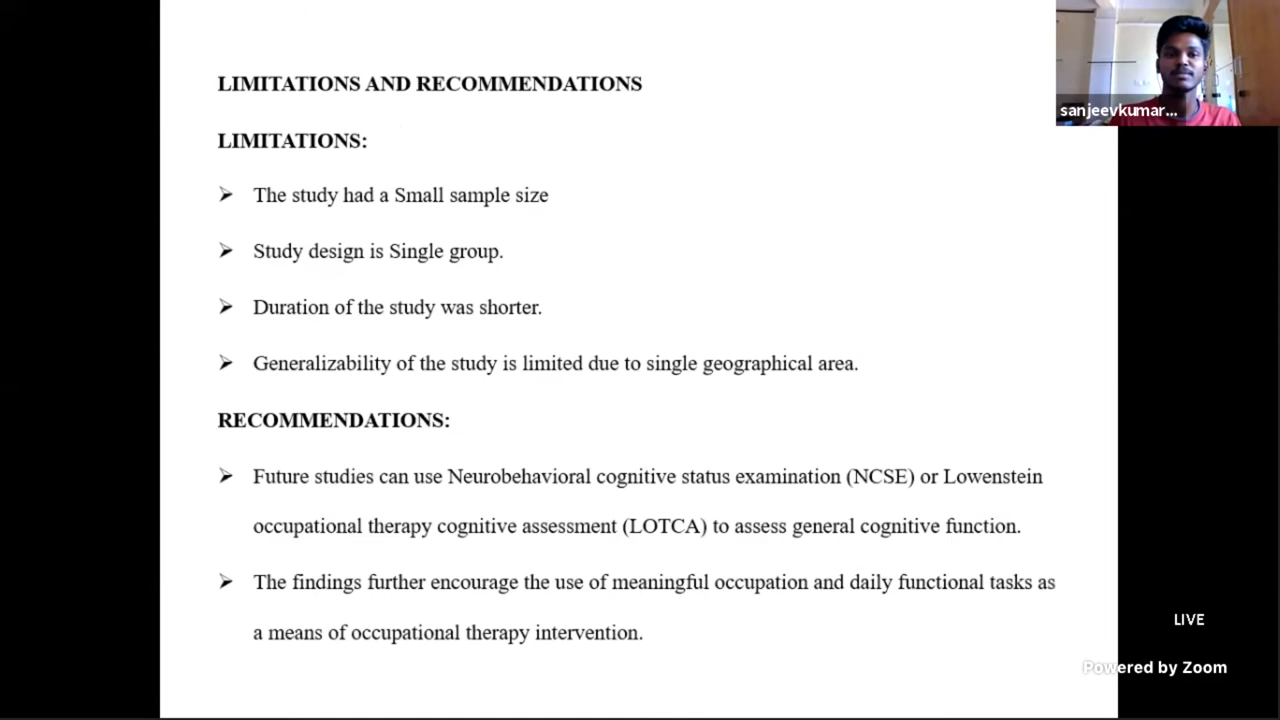 LIMITATIONS AND RECOMMENDATIONS
LIMITATIONS:
➢ The study had a Small sample size
➢ Study design is Single group.
➢ Duration of the study was shorter.
➢ Generalizability of the study is limited due to single geographical area.
RECOMMENDATIONS:
➢ Future studies can use Neurobehavioral cognitive status examination (NCSE) or Lowenstein
occupational therapy cognitive assessment (LOTCA) to assess general cognitive function.
➢ The findings further encourage the use of meaningful occupation and daily functional tasks as
a means of occupational therapy intervention.
sanjeevkumar...
LIVE
Powered by Zoom